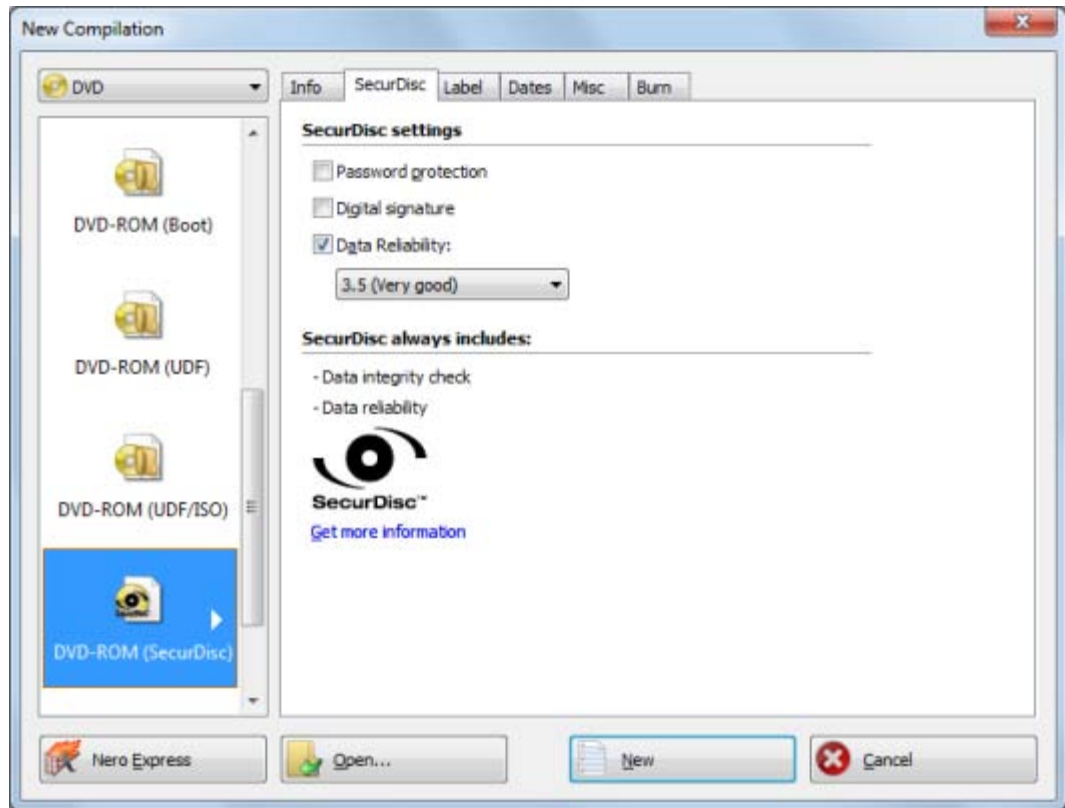 New Compilation
DVD
Info SecurDisc Label Dates Misc Burn
SecurDisc settings
Password protection
Digital signature
Data Reliability:
3.5 (Very good)
SecurDisc always includes:
- Data integrity check
- Data reliability
SecurDisc™
Get more information
DVD-ROM (Boot)
DVD-ROM (UDF)
DVD-ROM (UDF/ISO)
DVD-ROM (SecurDisc)
Nero Express Open... New Cancel